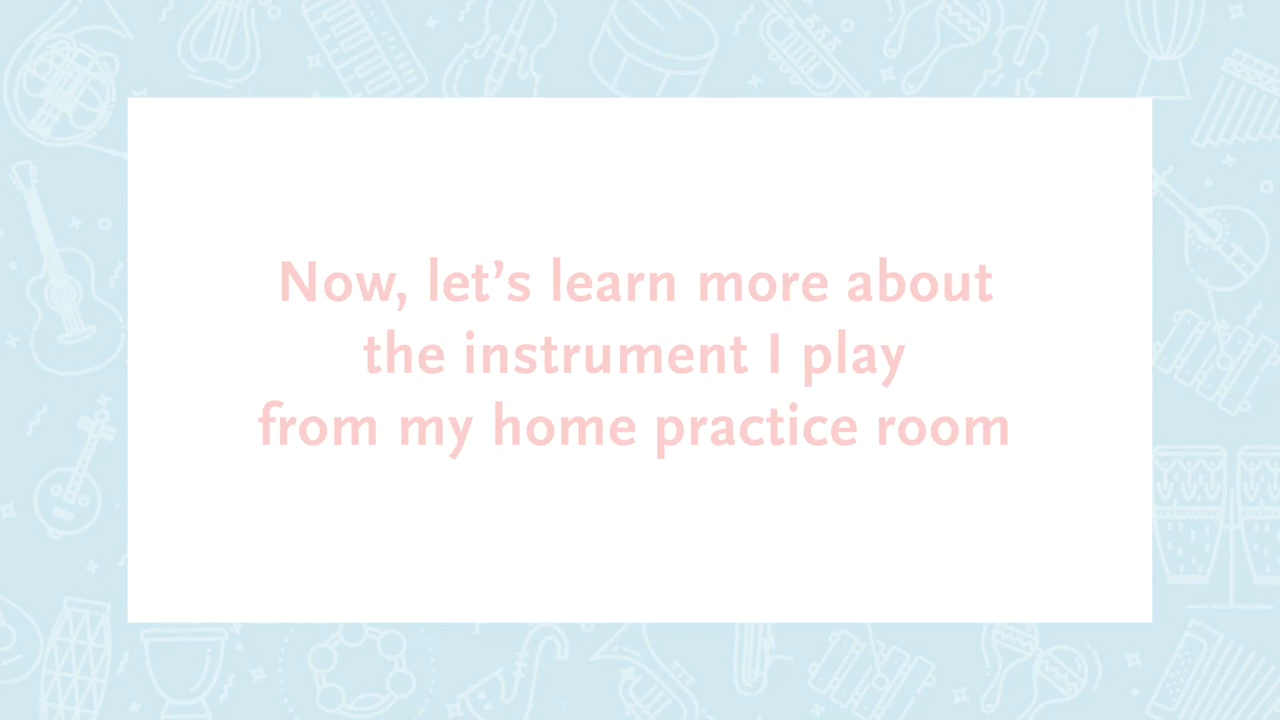 Now, let’s learn more about
the instrument I play
from my home practice room